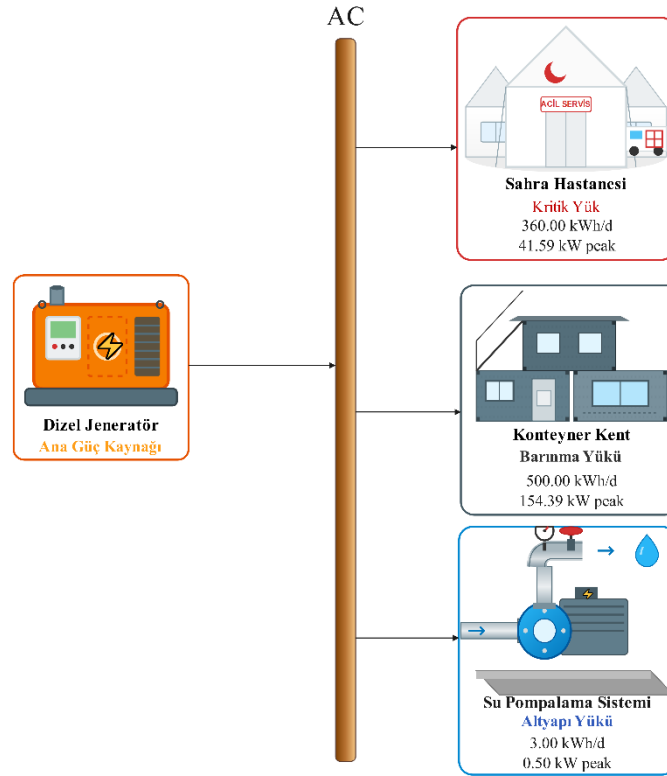 AC
ACİL SERVİS
Sahra Hastanesi
Kritik Yük
360.00 kWh/d
41.59 kW peak
Dizel Jeneratör
Ana Güç Kaynağı
Konteyner Kent
Barınma Yükü
500.00 kWh/d
154.39 kW peak
Su Pompalama Sistemi
Altyapı Yükü
3.00 kWh/d
0.50 kW peak